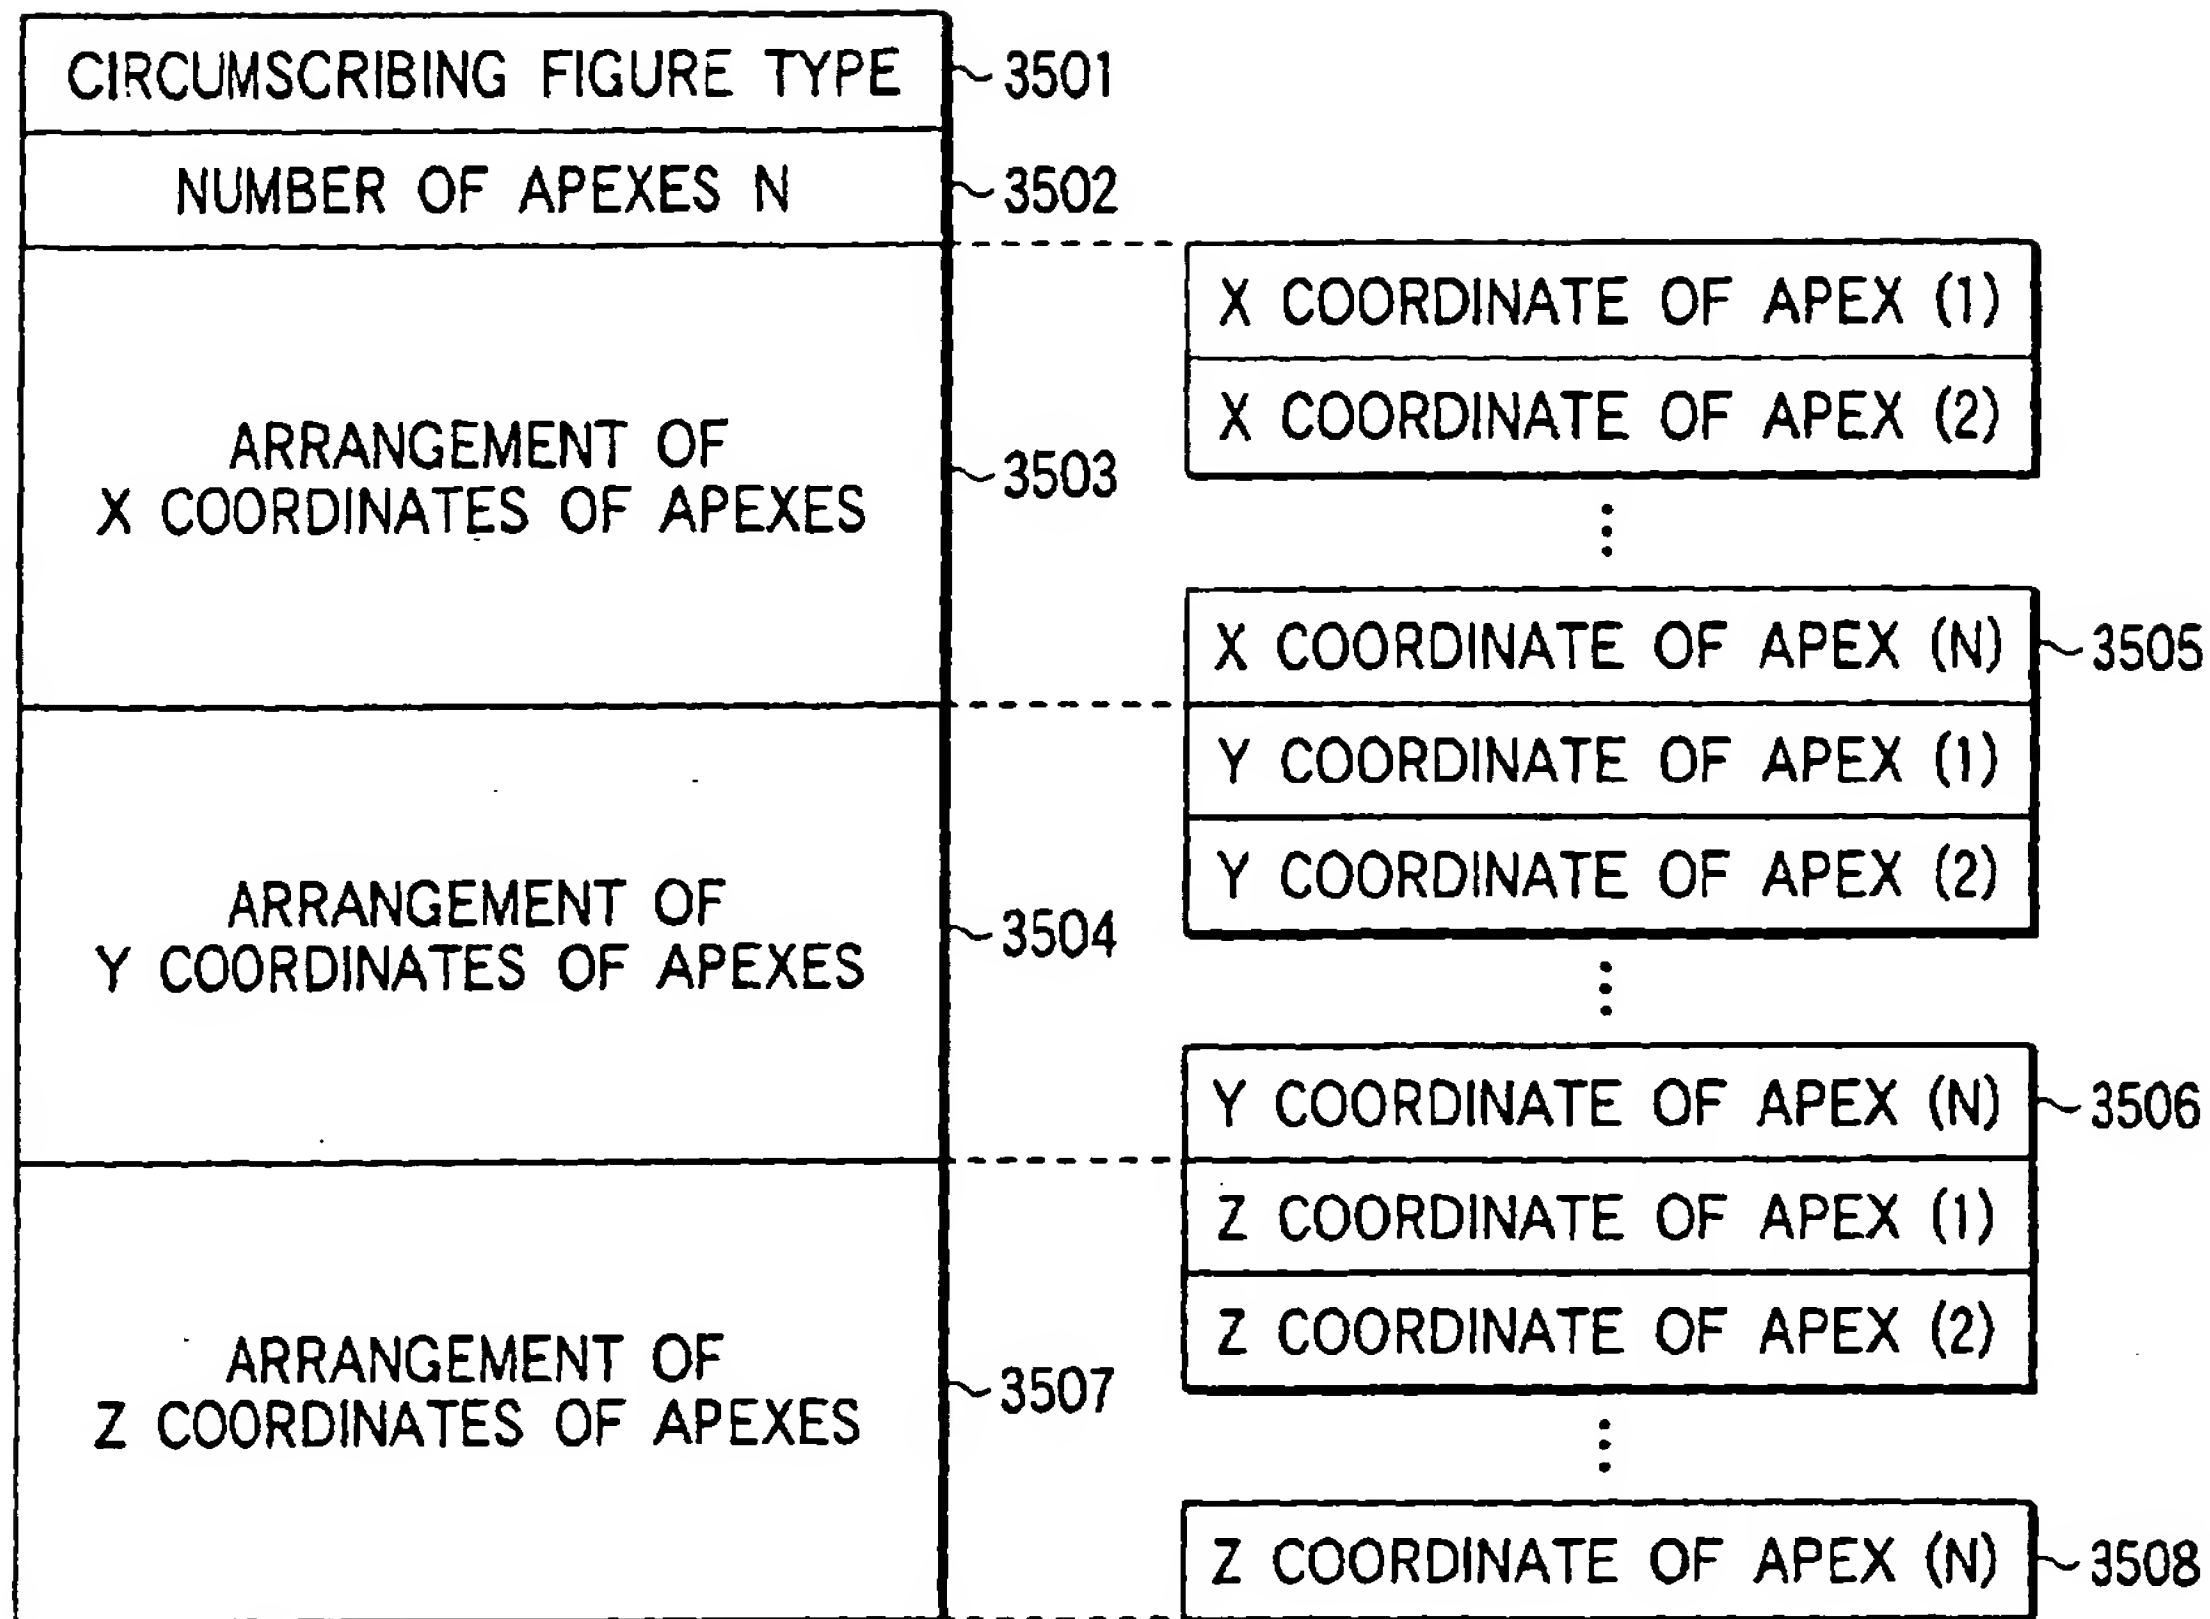 CIRCUMSCRIBING FIGURE TYPE 3501
NUMBER OF APEXES N 3502
ARRANGEMENT OF
X COORDINATES OF APEXES
3503
ARRANGEMENT OF
Y COORDINATES OF APEXES
3504
ARRANGEMENT OF
Z COORDINATES OF APEXES
3507
X COORDINATE OF APEX (1)
X COORDINATE OF APEX (2)
X COORDINATE OF APEX (N) 3505
Y COORDINATE OF APEX (1)
Y COORDINATE OF APEX (2)
Y COORDINATE OF APEX (N) 3506
Z COORDINATE OF APEX (1)
Z COORDINATE OF APEX (2)
Z COORDINATE OF APEX (N) 3508